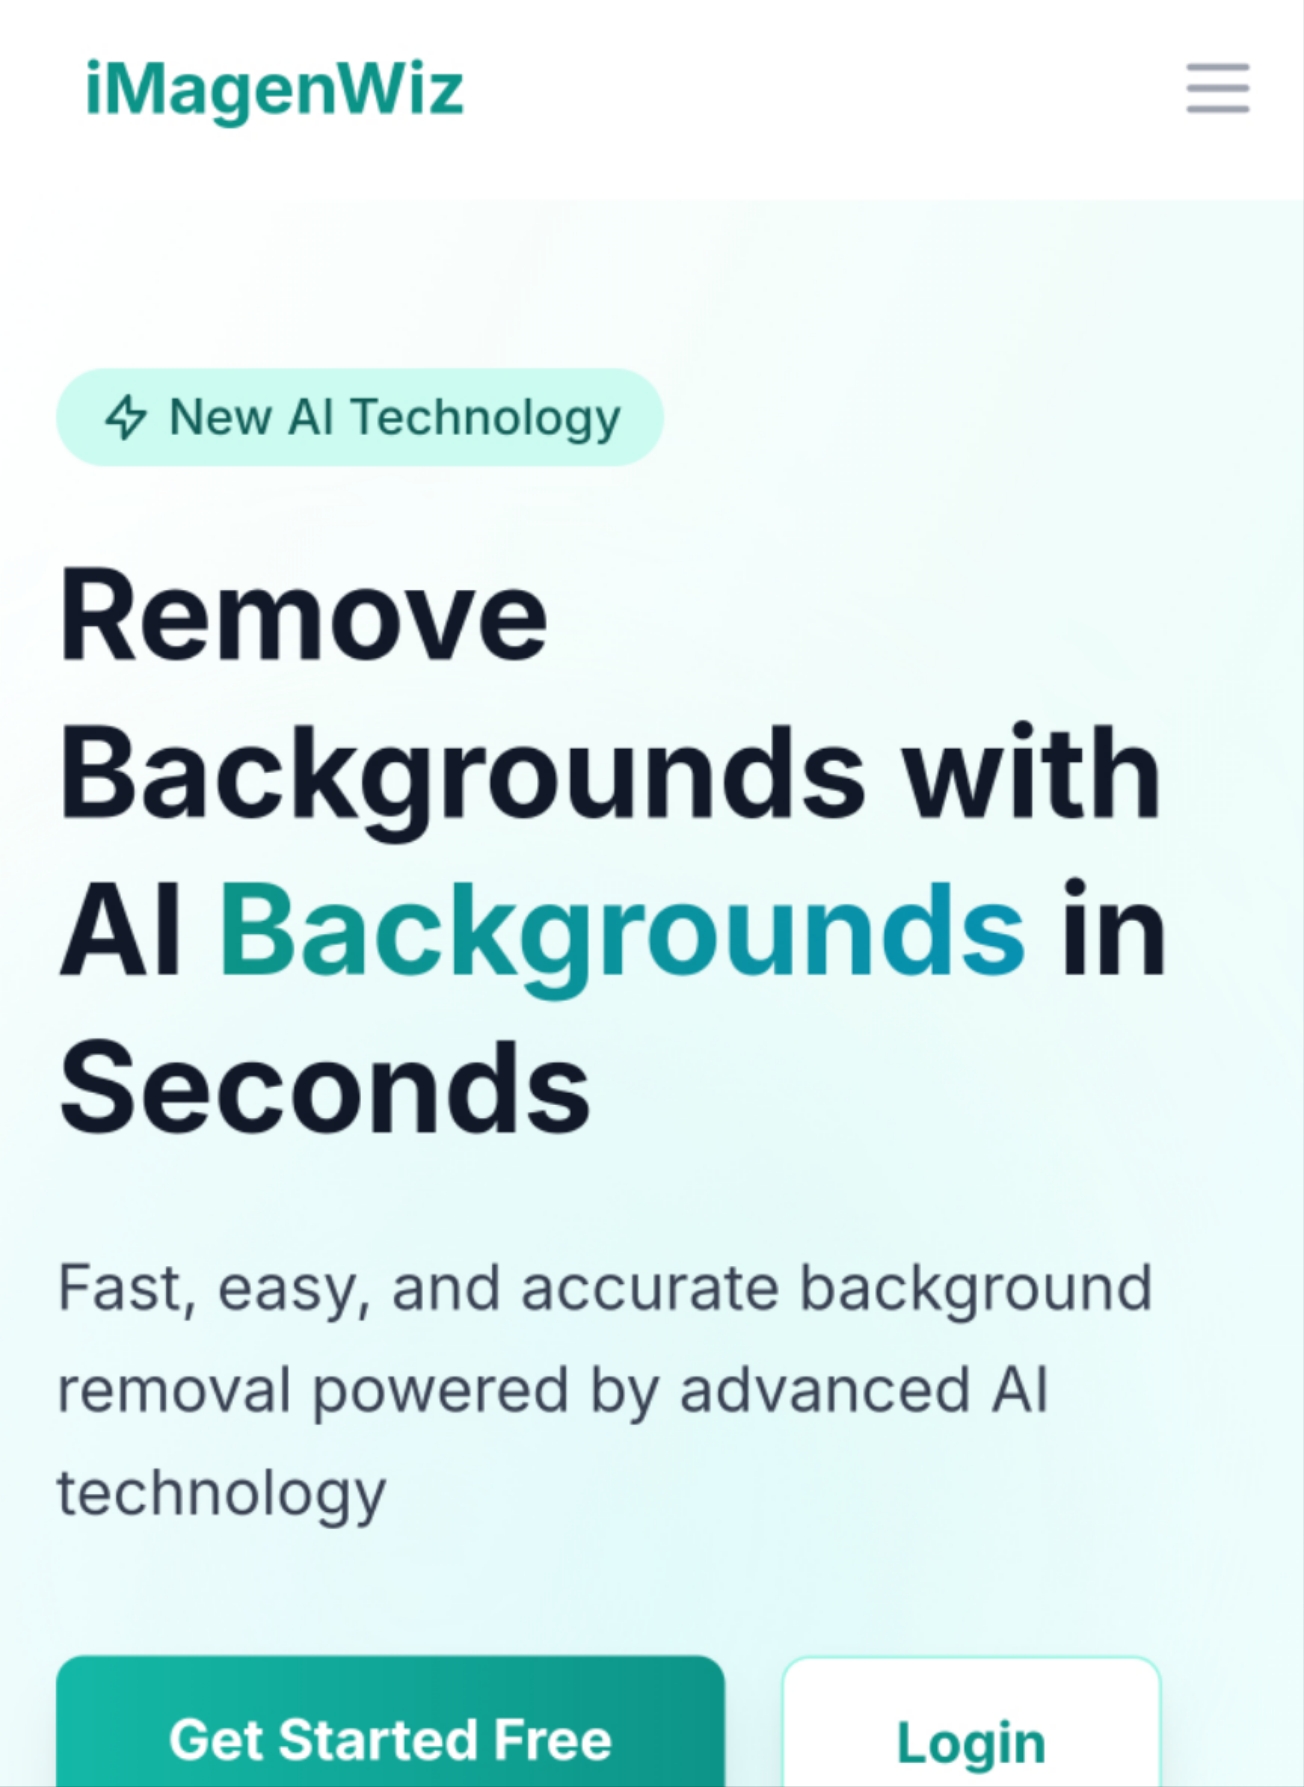 iMagenWiz
New AI Technology
Remove
Backgrounds with
AI Backgrounds in
Seconds
Fast, easy, and accurate background
removal powered by advanced AI
technology
Get Started Free
Login